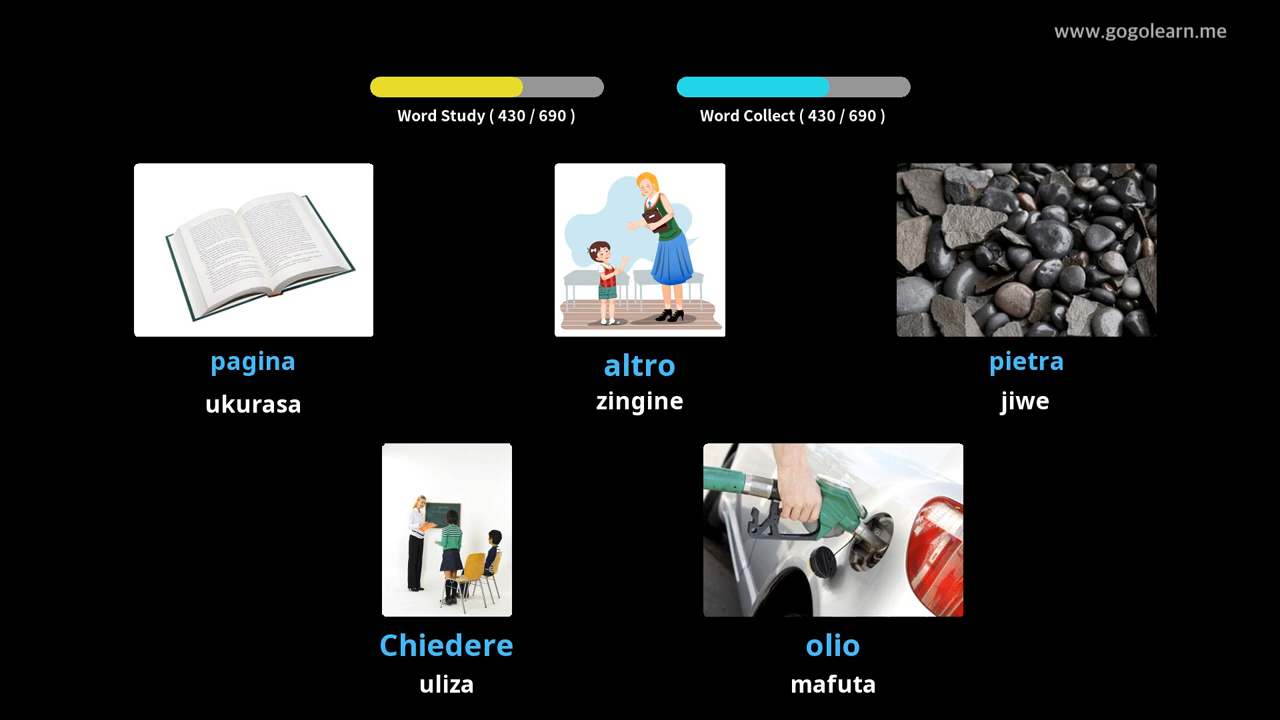 www.gogolearn.me
Word Study ( 430 / 690 )
Word Collect ( 430 / 690 )
pagina
ukurasa
altro
zingine
pietra
jiwe
Chiedere
uliza
olio
mafuta